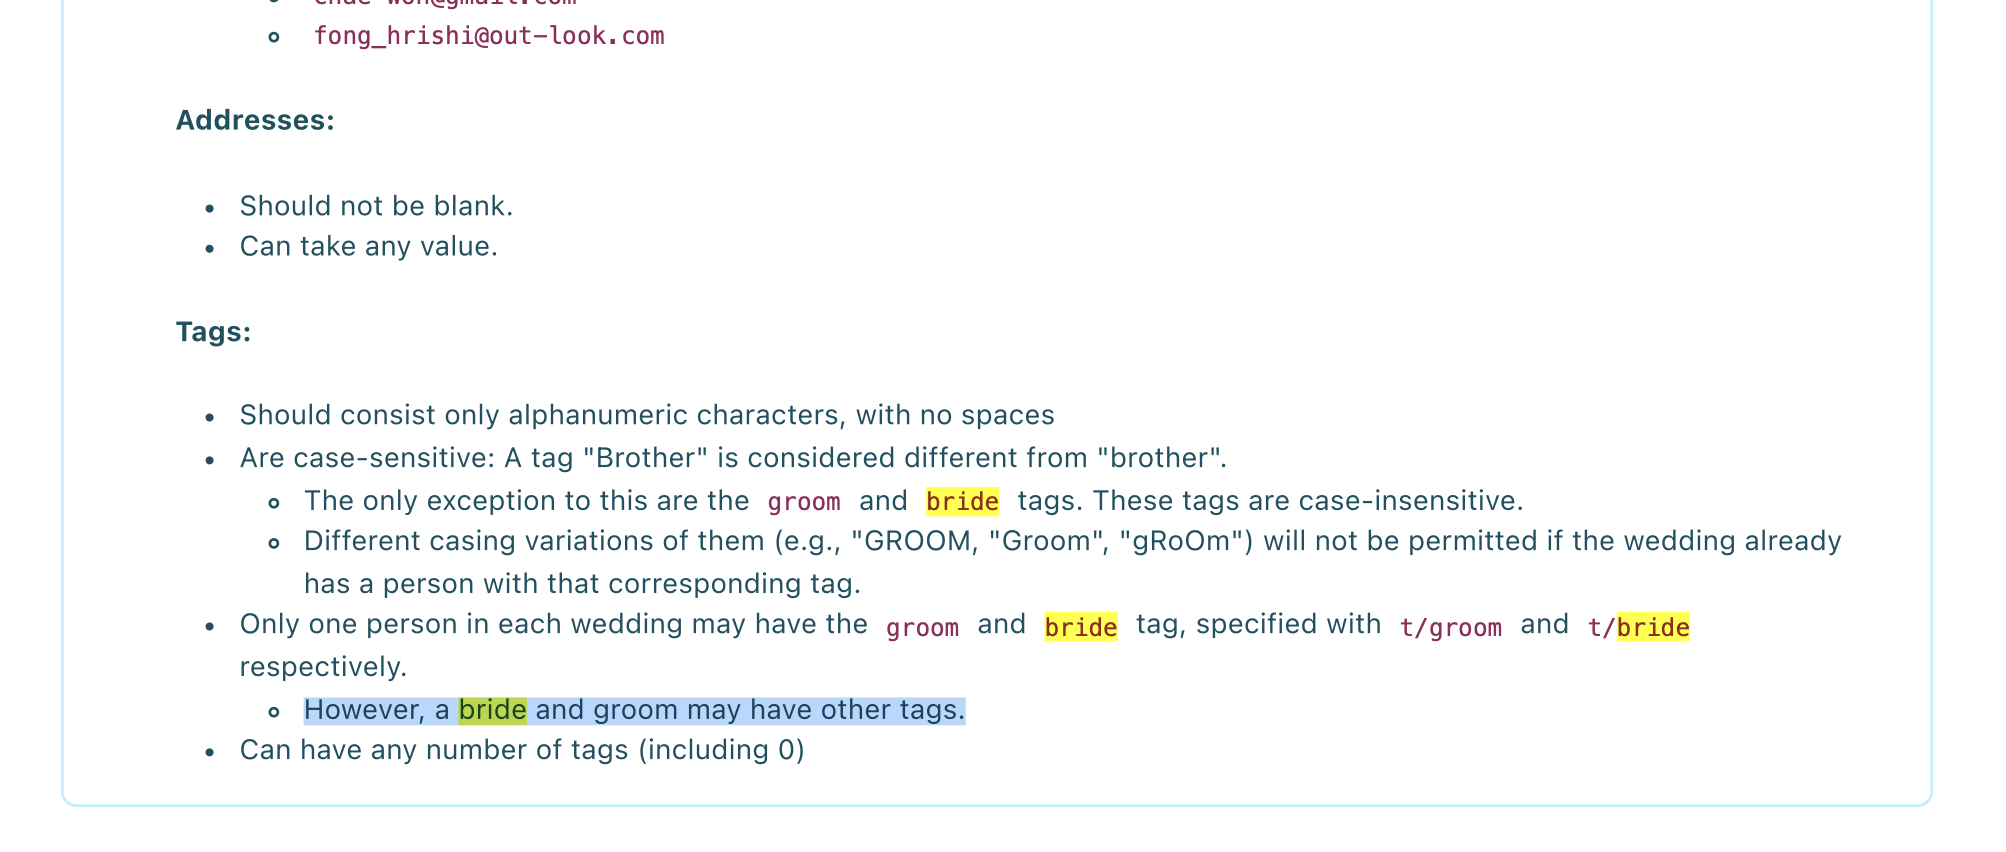 fong_hrishi@out-look.com
Addresses:
Should not be blank.
Can take any value.
Tags:
Should consist only alphanumeric characters, with no spaces
Are case-sensitive: A tag "Brother" is considered different from "brother".
The only exception to this are the groom and bride tags. These tags are case-insensitive.
Different casing variations of them (e.g., "GROOM, "Groom", "gRoOm") will not be permitted if the wedding already
has a person with that corresponding tag.
Only one person in each wedding may have the groom and bride tag, specified with t/groom and t/bride
respectively.
However, a bride and groom may have other tags.
Can have any number of tags (including 0)